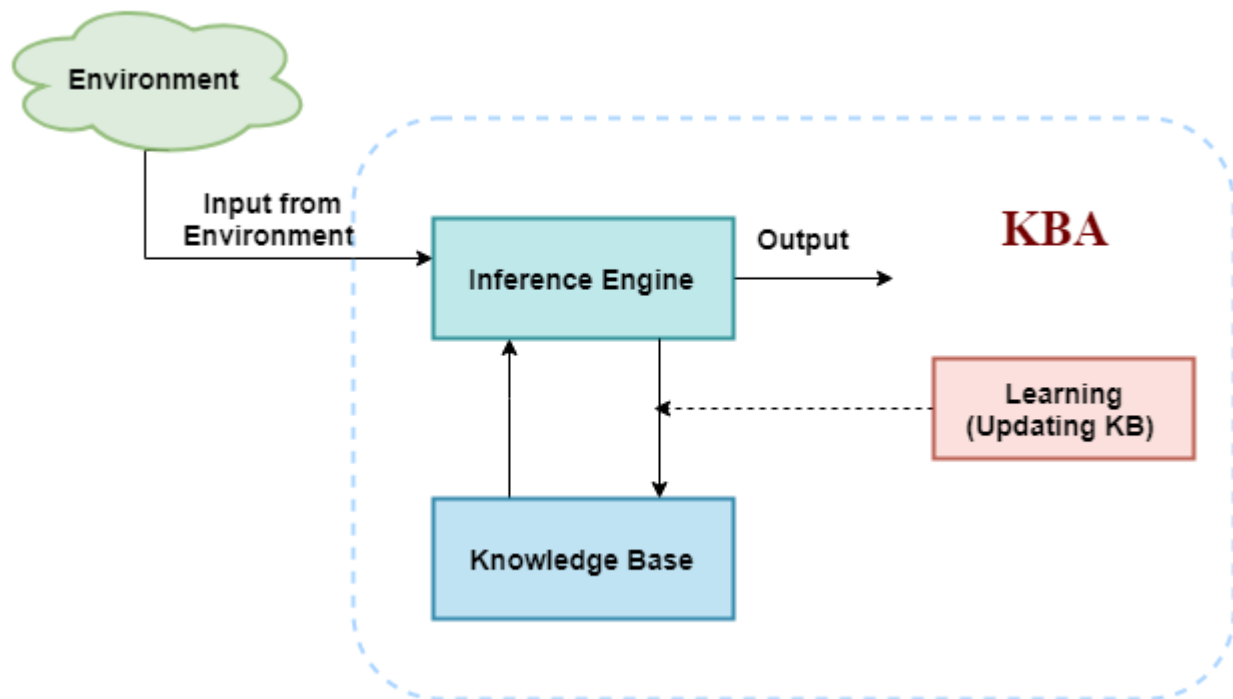 Environment
Input from
Environment
Inference Engine
Output
KBA
Learning
(Updating KB)
Knowledge Base